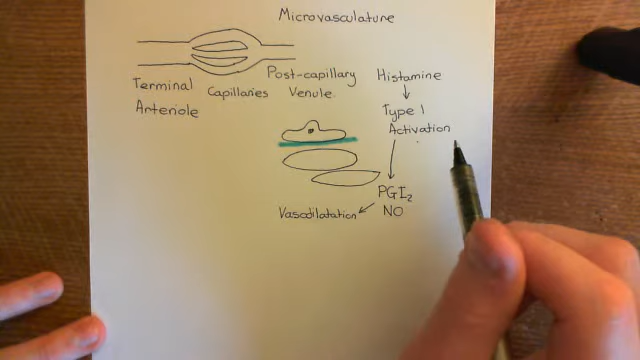 Microvasculature
Terminal
Arteriole
Capillaries
Post-capillary
Venule
Histamine
Type 1
Activation
PGI₂
NO
Vasodilatation